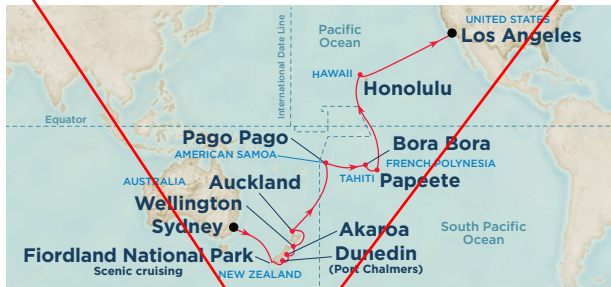 UNITED STATES
Los Angeles
Pacific
Ocean
International Date Line
HAWAII
Honolulu
Equator
Pago Pago
AMERICAN SAMOA
Bora Bora
FRENCH POLYNESIA
TAHITI
Papeete
AUSTRALIA
Auckland
Wellington
Sydney
Akaroa
South Pacific
Ocean
Fiordland National Park
Scenic cruising
Dunedin
(Port Chalmers)
NEW ZEALAND